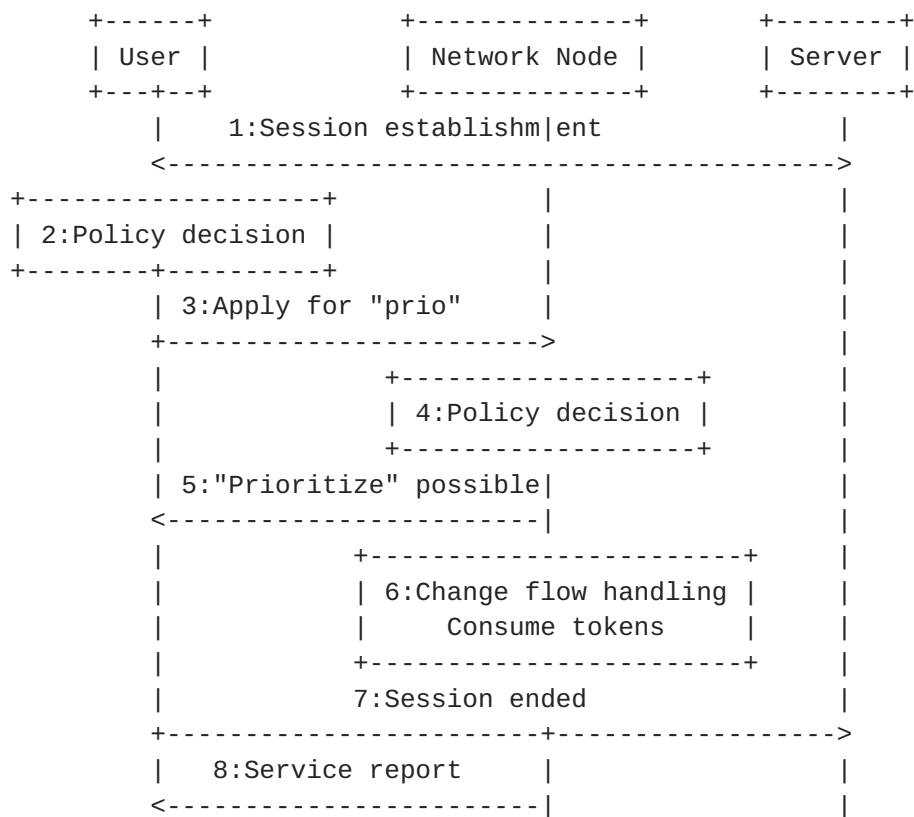 +------+            +--------------+       +--------+
     | User |            | Network Node |       | Server |
     +---+--+            +--------------+       +--------+
         |    1:Session establishm|ent               |
         <------------------------------------------->
+-------------------+             |                  |
| 2:Policy decision |             |                  |
+--------+----------+             |                  |
         | 3:Apply for "prio"     |                  |
         +------------------------>                  |
         |              +-------------------+        |
         |              | 4:Policy decision |        |
         |              +-------------------+        |
         | 5:"Prioritize" possible|                  |
         <------------------------|                  |
         |            +------------------------+     |
         |            | 6:Change flow handling |     |
         |            |     Consume tokens     |     |
         |            +------------------------+     |
         |            7:Session ended                |
         +------------------------+------------------>
         |   8:Service report     |                  |
         <------------------------|                  |